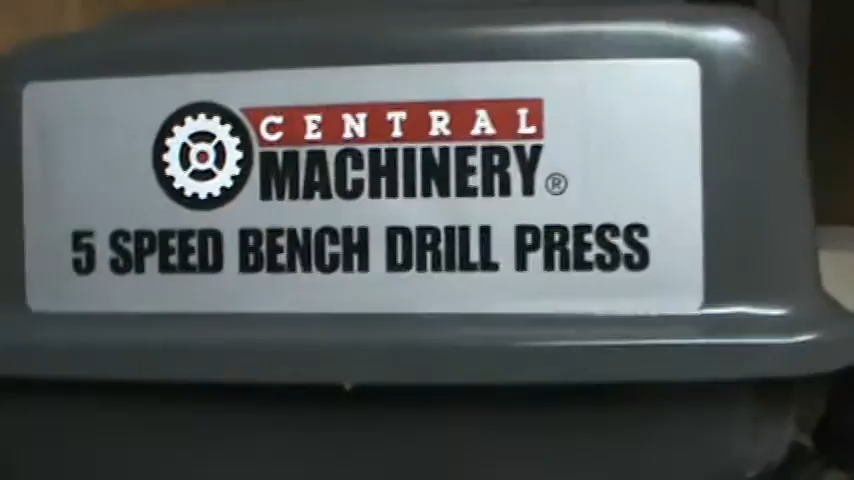 CENTRAL
MACHINERY®
5 SPEED BENCH DRILL PRESS